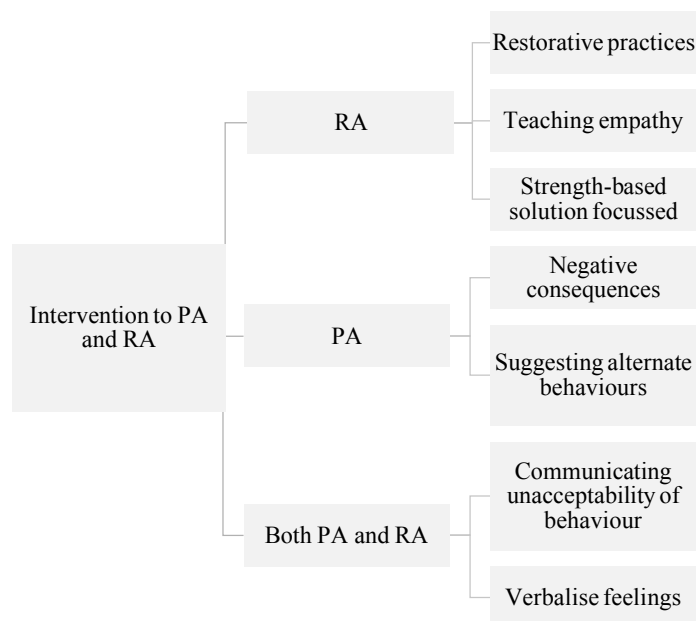 Intervention to PA
and RA
RA
Restorative practices
Teaching empathy
Strength-based
solution focussed
PA
Negative
consequences
Suggesting alternate
behaviours
Both PA and RA
Communicating
unacceptability of
behaviour
Verbalise feelings